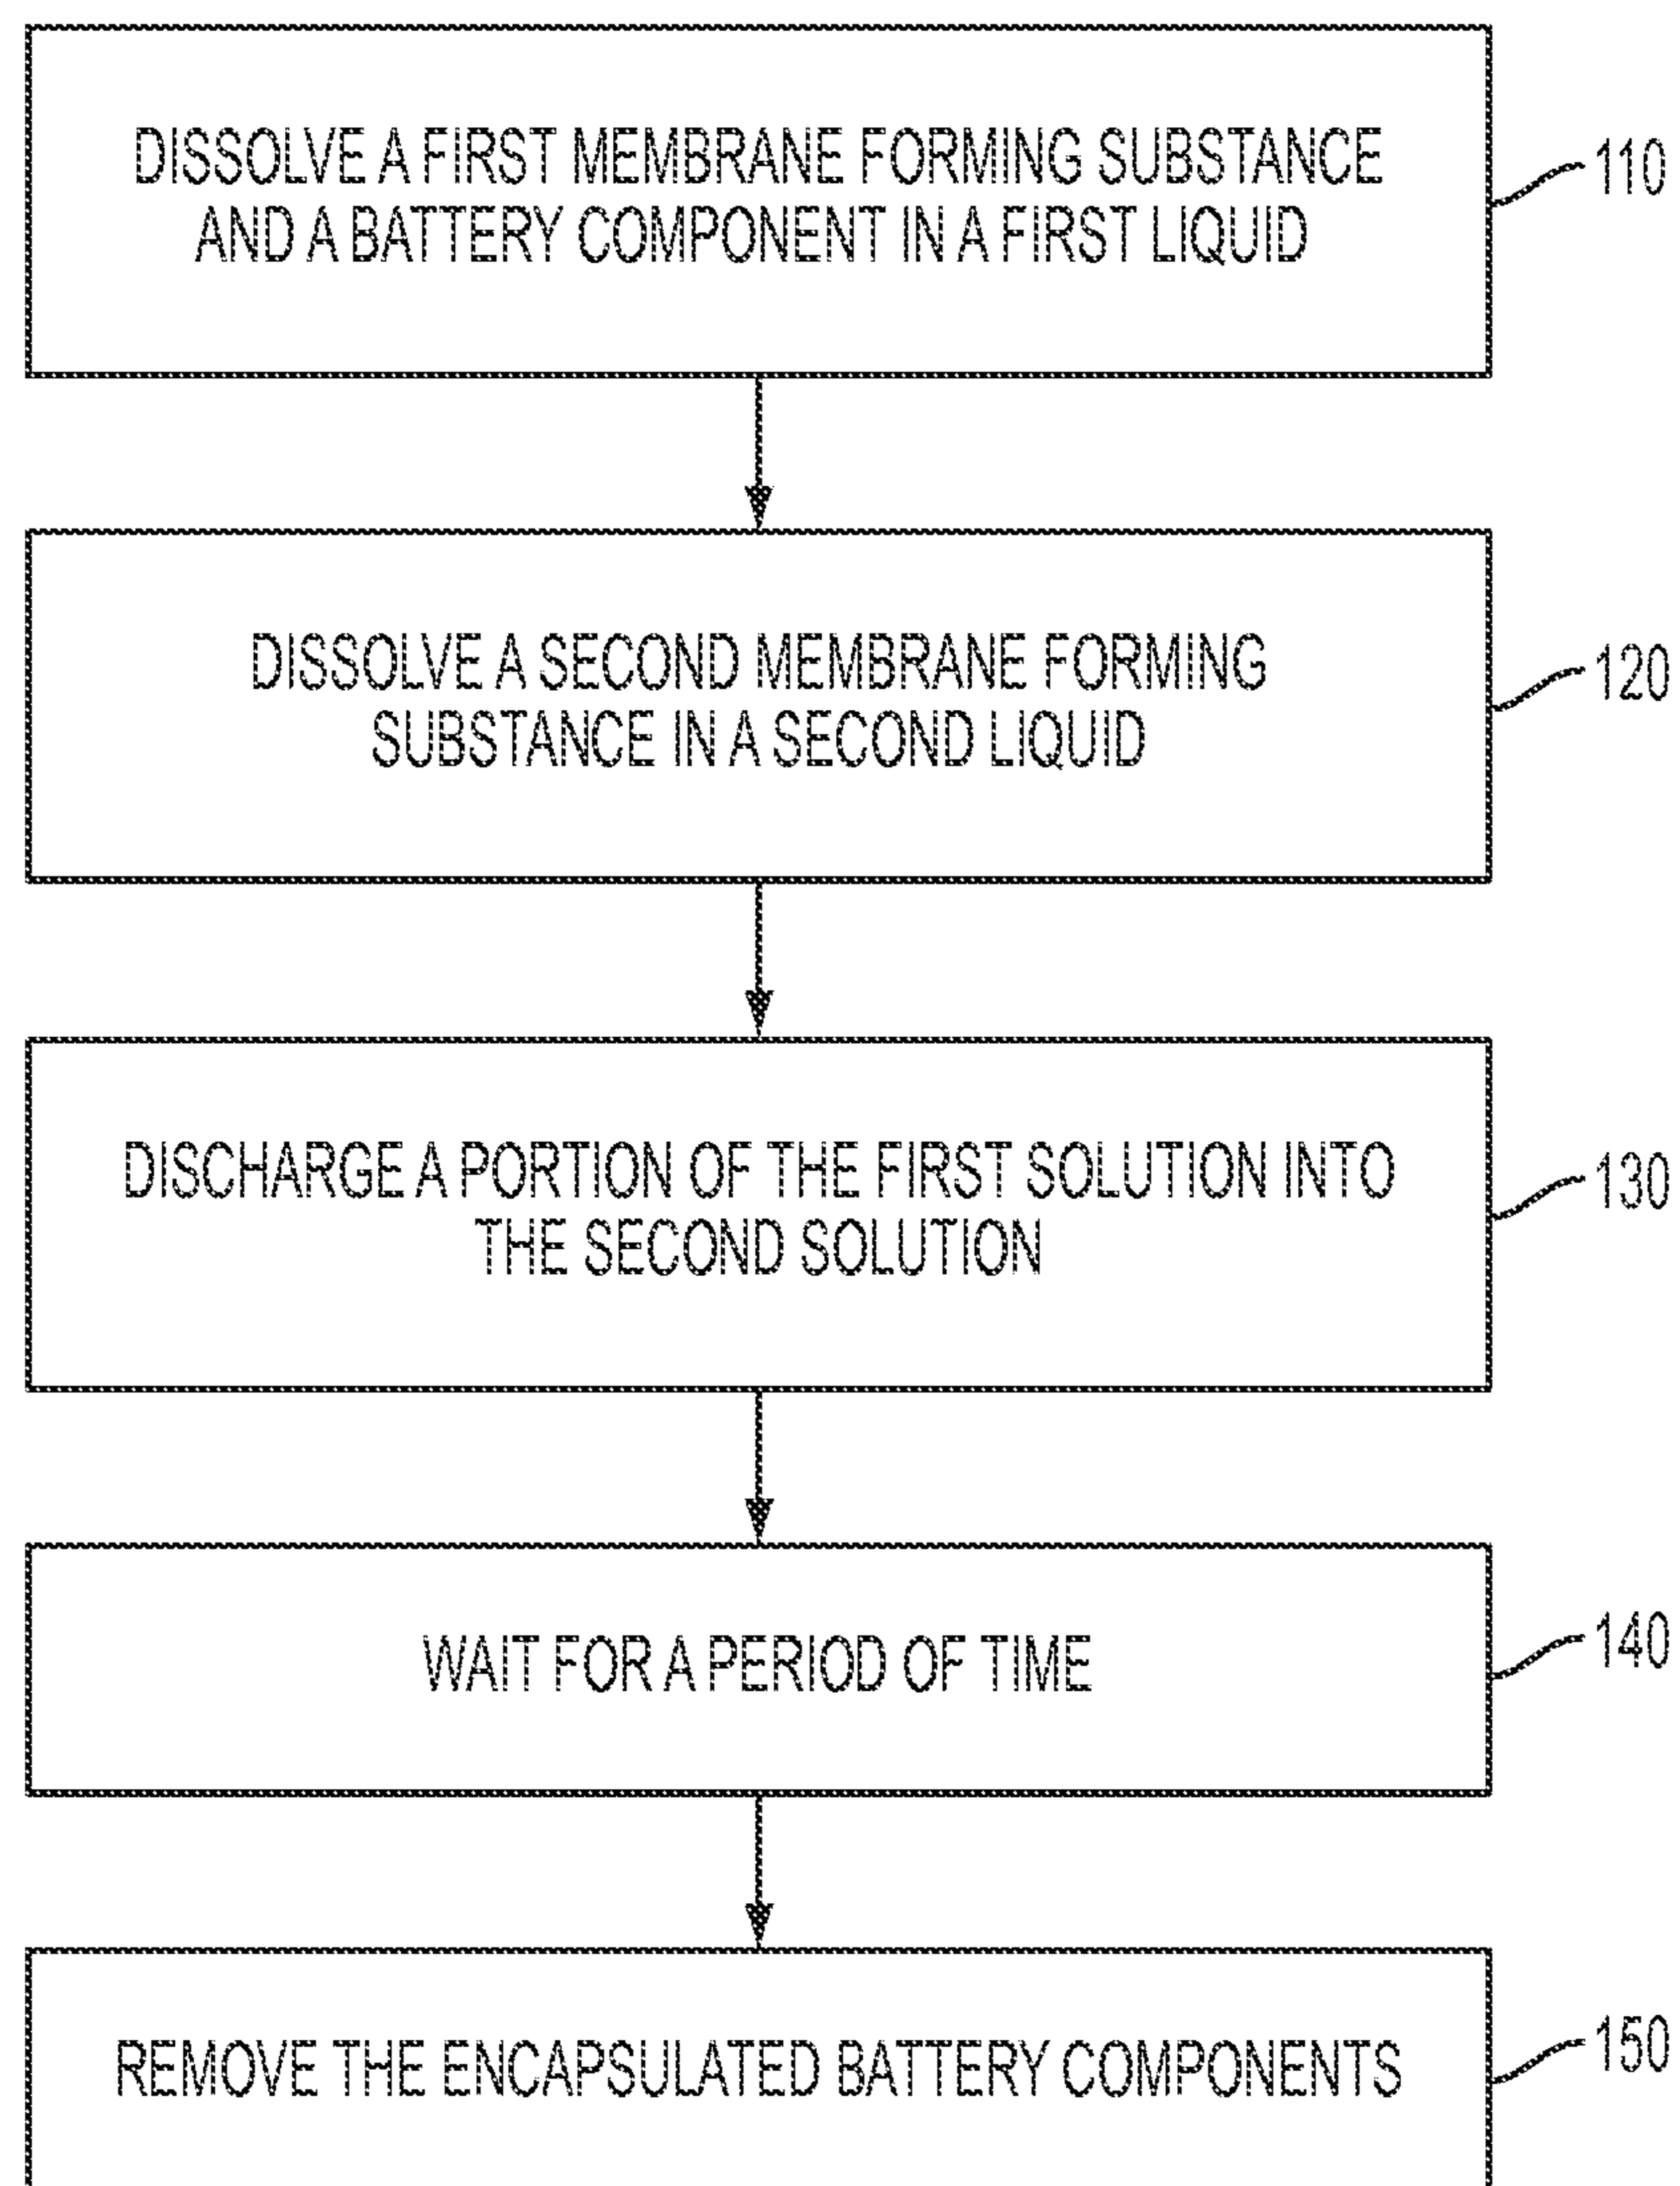 DISSOLVE A FIRST MEMBRANE FORMING SUBSTANCE
AND A BATTERY COMPONENT IN A FIRST LIQUID
110
DISSOLVE A SECOND MEMBRANE FORMING
SUBSTANCE IN A SECOND LIQUID
120
DISCHARGE A PORTION OF THE FIRST SOLUTION INTO
THE SECOND SOLUTION
130
WAIT FOR A PERIOD OF TIME
140
REMOVE THE ENCAPSULATED BATTERY COMPONENTS
150